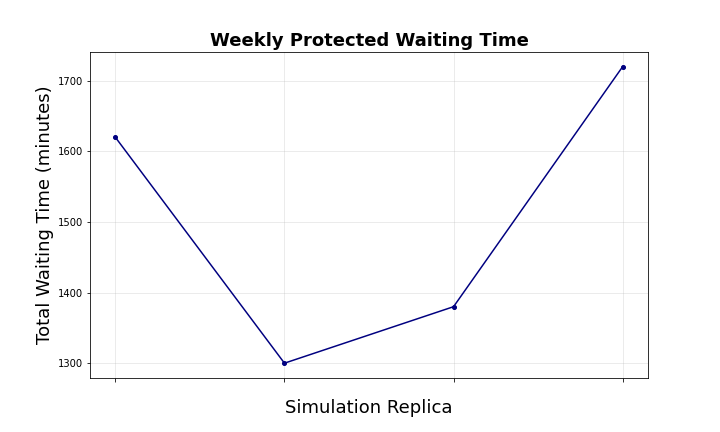 Weekly Protected Waiting Time
Total Waiting Time (minutes)
1700
1600
1500
1400
1300
Simulation Replica